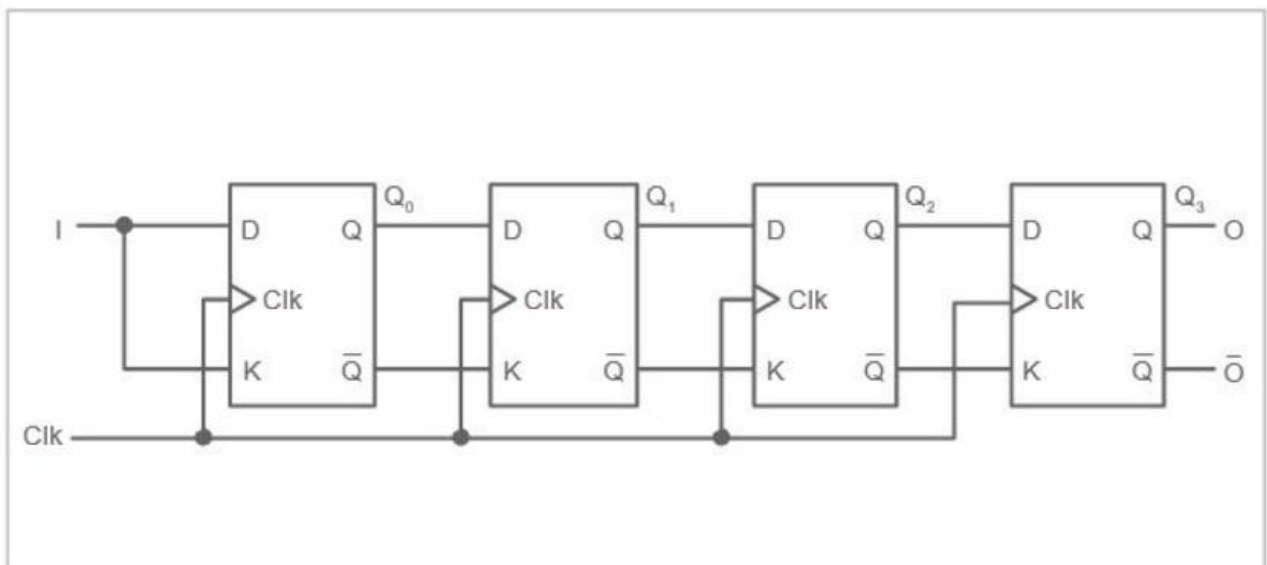 Q₀ Q₁ Q₂ Q₃
I D Q D Q D Q D Q O
Clk Clk Clk Clk
K Q̅ K Q̅ K Q̅ K Q̅ O̅
Clk